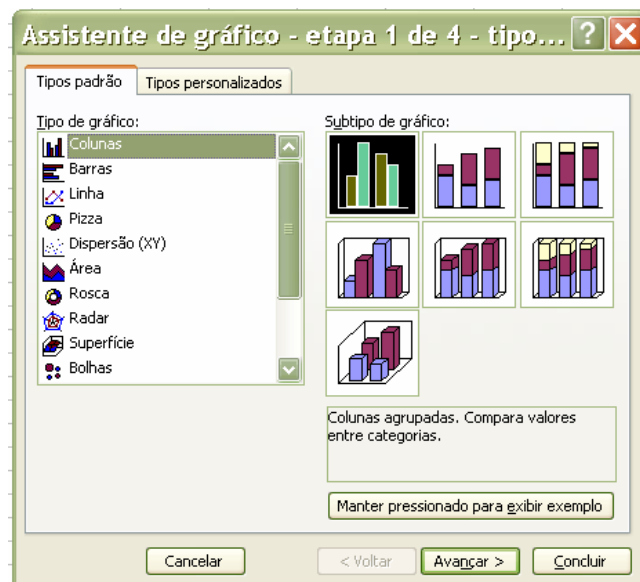 Assistente de gráfico - etapa 1 de 4 - tipo...
Tipos padrão
Tipos personalizados
Tipo de gráfico:
Colunas
Barras
Linha
Pizza
Dispersão (XY)
Área
Rosca
Radar
Superfície
Bolhas
Subtipo de gráfico:
Colunas agrupadas. Compara valores
entre categorias.
Manter pressionado para exibir exemplo
Cancelar
< Voltar
Avançar >
Concluir